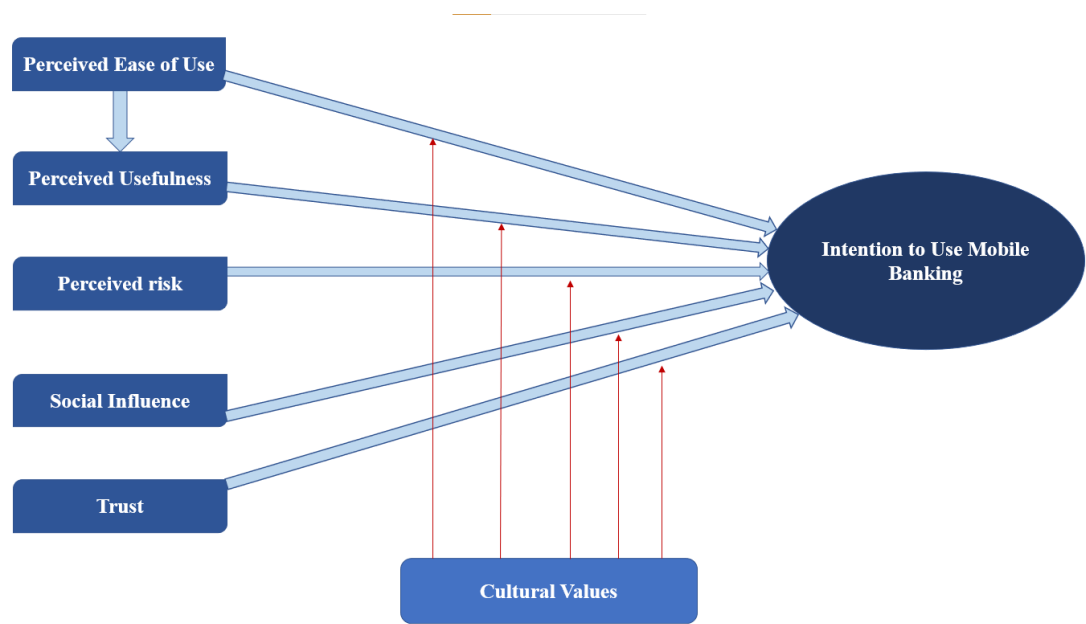 Perceived Ease of Use
Perceived Usefulness
Perceived risk
Social Influence
Trust
Intention to Use Mobile
Banking
Cultural Values